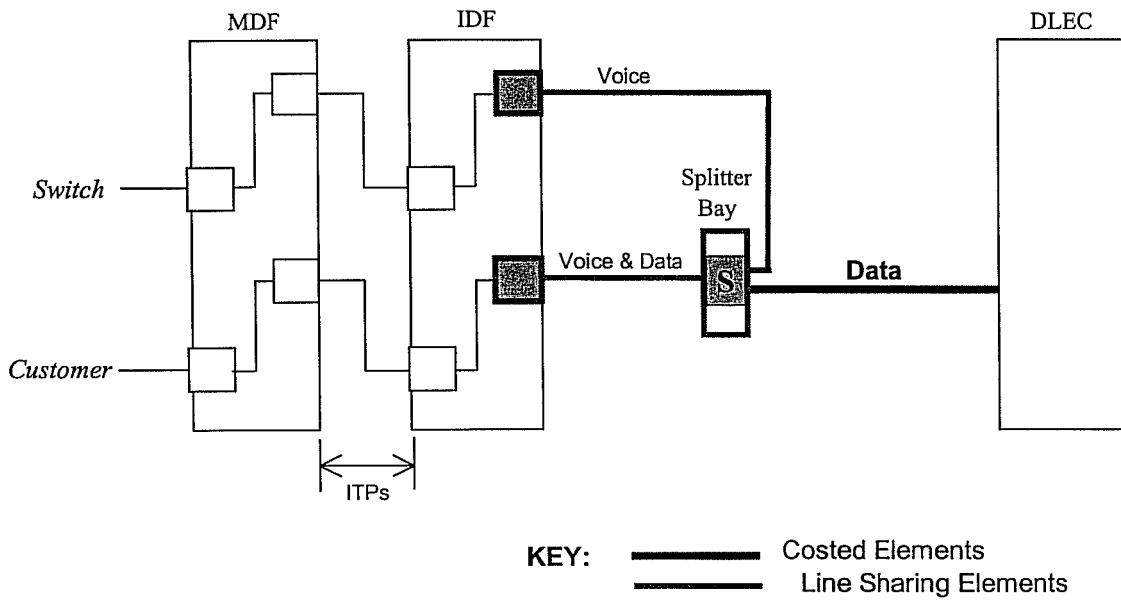 MDF
IDF
DLEC
Voice
Switch
Splitter
Bay
Voice & Data
S
Data
Customer
ITPs
KEY:
Costed Elements
Line Sharing Elements